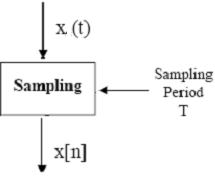 x.(t)
Sampling
Sampling
Period
T
x[n]